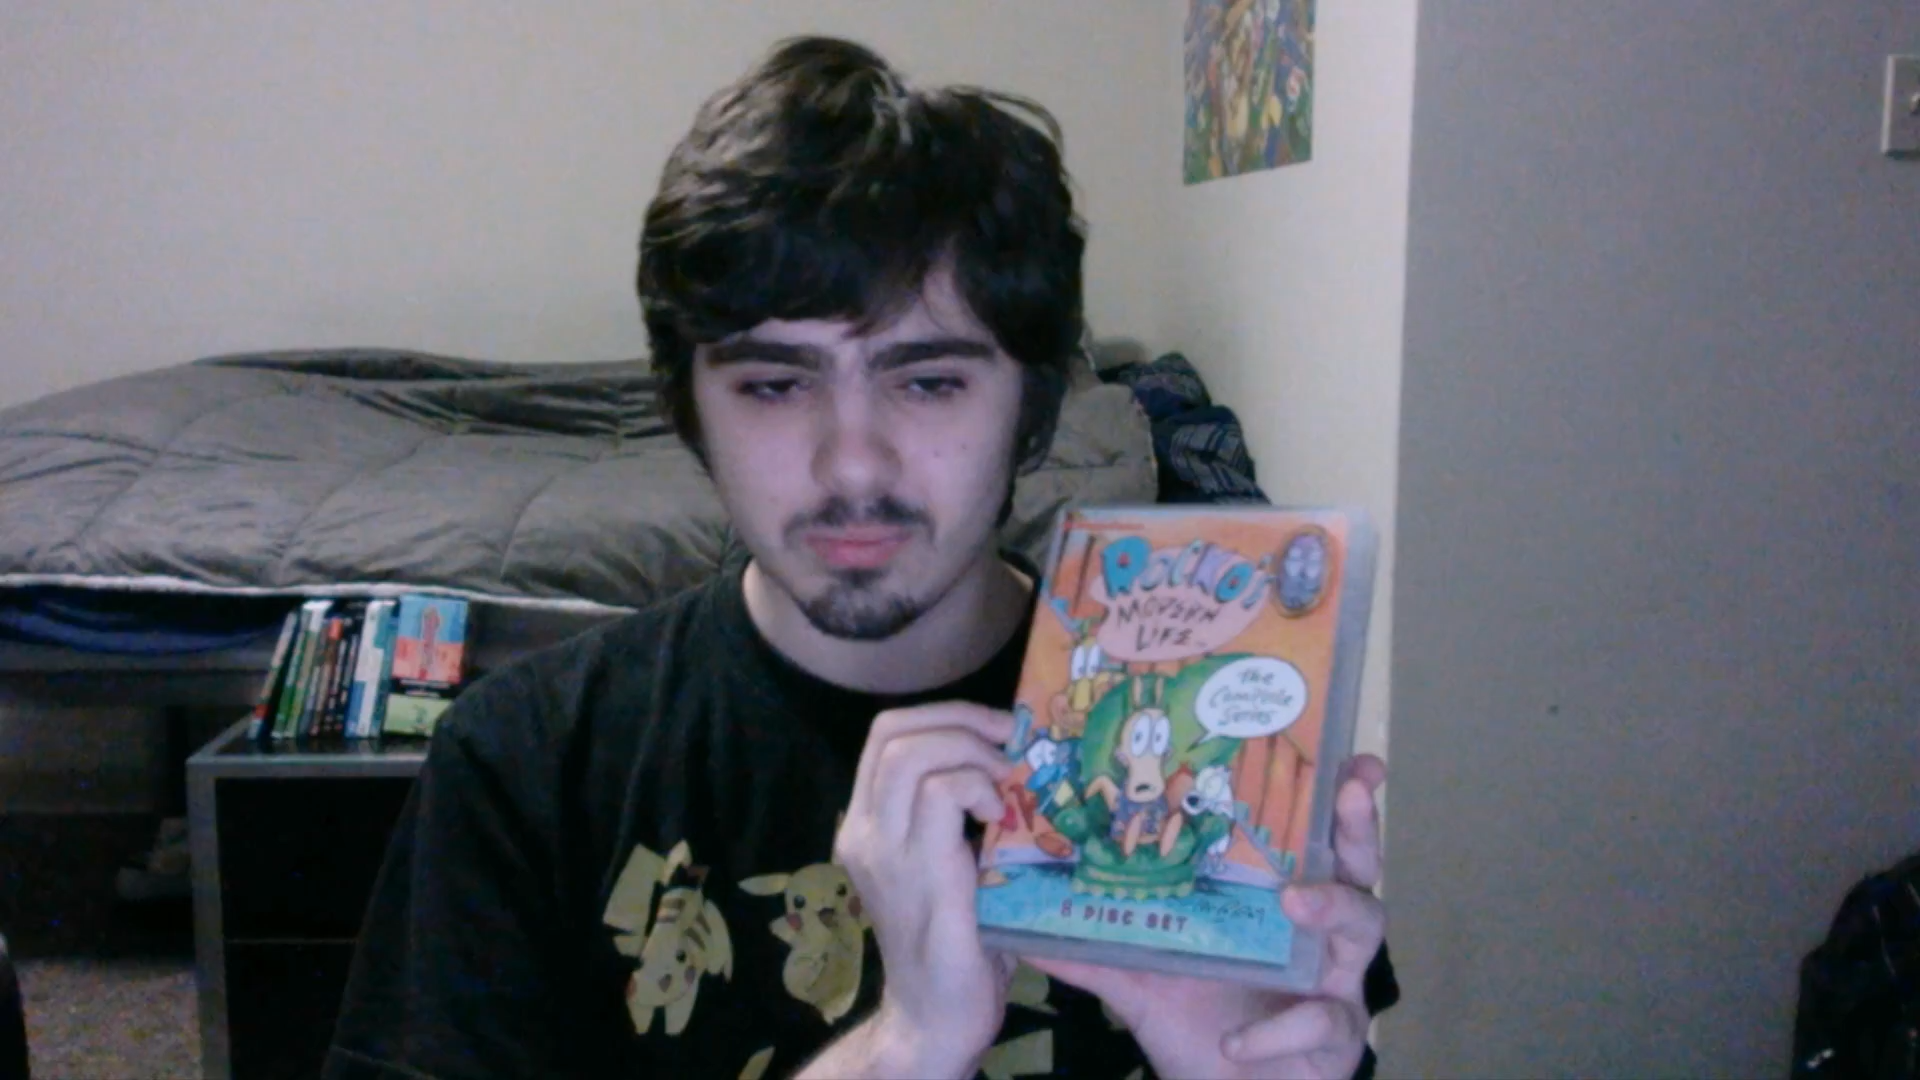 ROCKO'S
MODERN
LIFE
The
Complete
Series
8 DISC SET